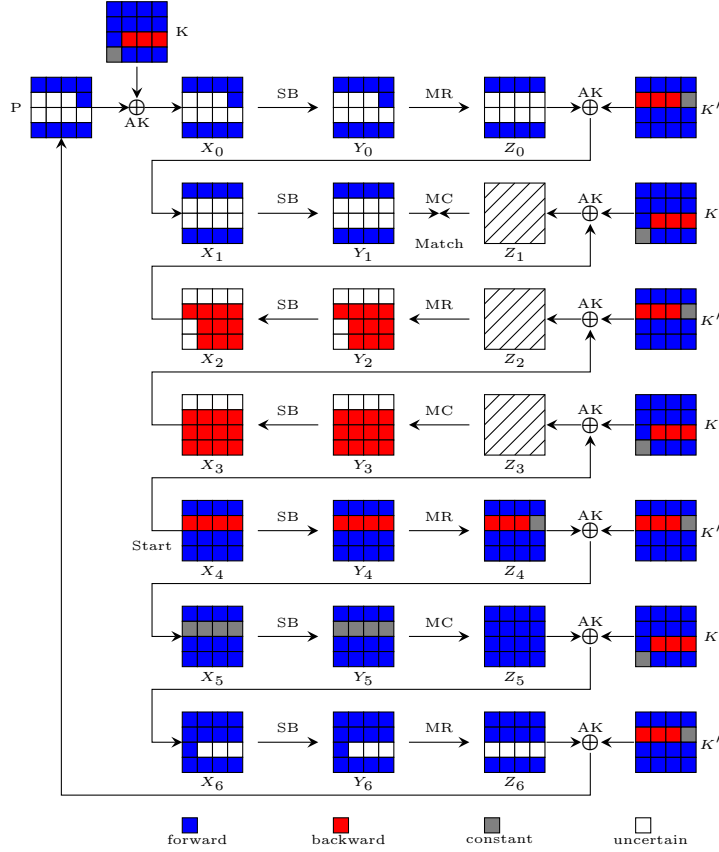 K
P
AK
SB
MR
AK
K′
X0
Y0
Z0
SB
MC
AK
K
Match
X1
Y1
Z1
SB
MR
AK
K′
X2
Y2
Z2
SB
MC
AK
K
X3
Y3
Z3
SB
MR
AK
K′
Start
X4
Y4
Z4
SB
MC
AK
K
X5
Y5
Z5
SB
MR
AK
K′
X6
Y6
Z6
forward
backward
constant
uncertain